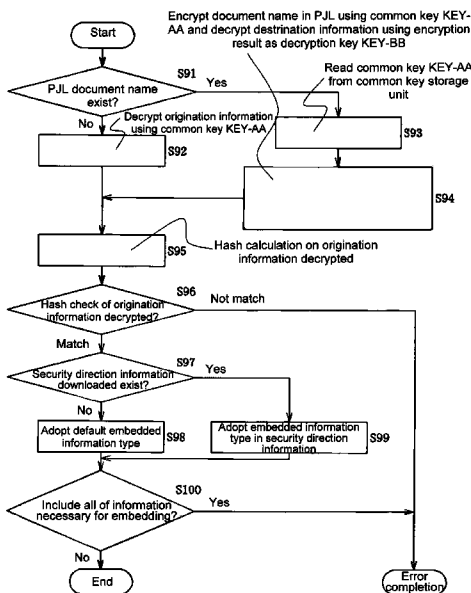 Encrypt document name in PJL using common key KEY-
AA and decrypt destrination information using encryption
result as decryption key KEY-BB
Start
S91
PJL document name
exist?
Yes
No
Read common key KEY-AA
from common key storage
unit
Decrypt origination information
using common key KEY-AA
S92
S93
S94
S95
Hash calculation on origination
information decrypted
S96
Hash check of origination
information decrypted?
Not match
Match
S97
Security direction information
downloaded exist?
Yes
No
Adopt default embedded
information type
S98
Adopt embedded information
type in security direction
information
S99
S100
Include all of information
necessary for embedding?
Yes
No
End
Error
completion